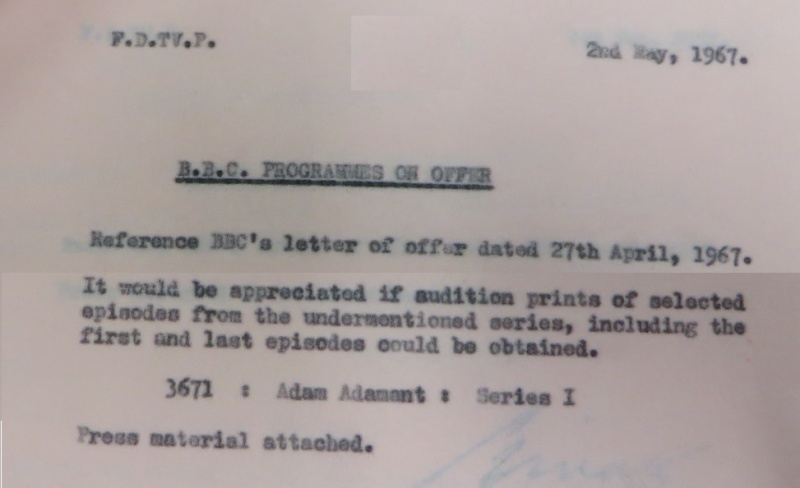 F.D.TV.P.
2nd May, 1967.
B.B.C. PROGRAMMES ON OFFER
Reference BBC's letter of offer dated 27th April, 1967.
It would be appreciated if audition prints of selected
episodes from the undermentioned series, including the
first and last episodes could be obtained.
3671 : Adam Adamant : Series I
Press material attached.